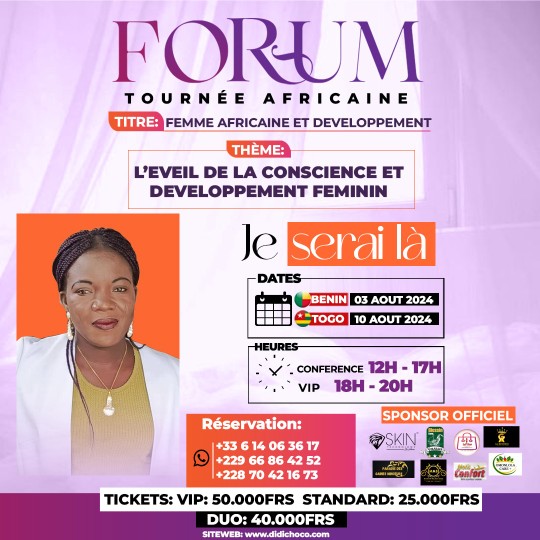 FORUM
TOURNÉE AFRICAINE
TITRE: FEMME AFRICAINE ET DEVELOPPEMENT
THÈME:
L'EVEIL DE LA CONSCIENCE ET
DEVELOPPEMENT FEMININ
Je serai là
DATES
BENIN 03 AOUT 2024
TOGO 10 AOUT 2024
HEURES
CONFERENCE 12H - 17H
VIP 18H - 20H
Réservation:
+33 6 14 06 36 17
+229 66 86 42 52
+228 70 42 16 73
SPONSOR OFFICIEL
SKIN
Confort
TICKETS: VIP: 50.000FRS STANDARD: 25.000FRS
DUO: 40.000FRS
SITEWEB: www.didichoco.com